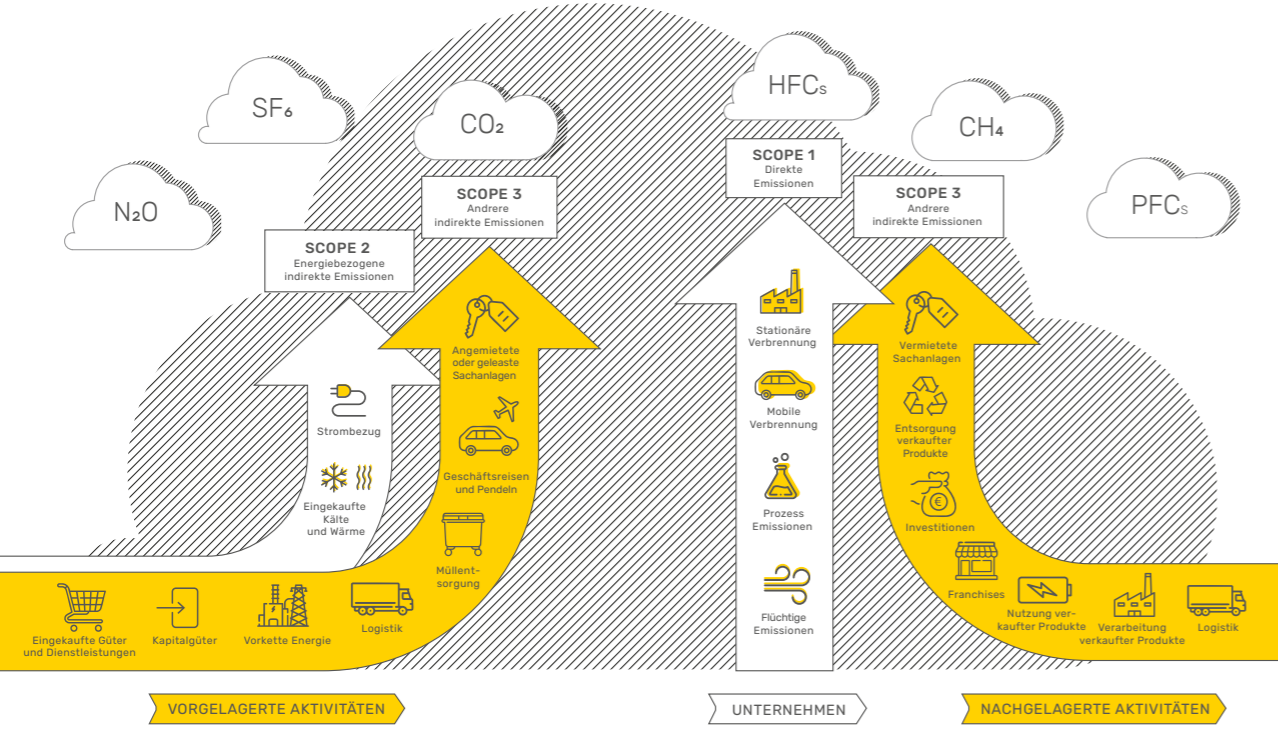 N₂O
SF₆
CO₂
HFCs
CH₄
PFCs
SCOPE 2
Energiebezogene
indirekte Emissionen
SCOPE 3
Andrere
indirekte Emissionen
SCOPE 1
Direkte
Emissionen
SCOPE 3
Andrere
indirekte Emissionen
Strombezug
Eingekaufte
Kälte
und Wärme
Angemietete
oder geleaste
Sachanlagen
Geschäftsreisen
und Pendeln
Müllent-
sorgung
Eingekaufte Güter
und Dienstleistungen
Kapitalgüter
Vorkette Energie
Logistik
Stationäre
Verbrennung
Mobile
Verbrennung
Prozess
Emissionen
Flüchtige
Emissionen
Vermietete
Sachanlagen
Entsorgung
verkaufter
Produkte
€
Investitionen
Franchises
Nutzung ver-
kaufter Produkte
Verarbeitung
verkaufter Produkte
Logistik
VORGELAGERTE AKTIVITÄTEN
UNTERNEHMEN
NACHGELAGERTE AKTIVITÄTEN